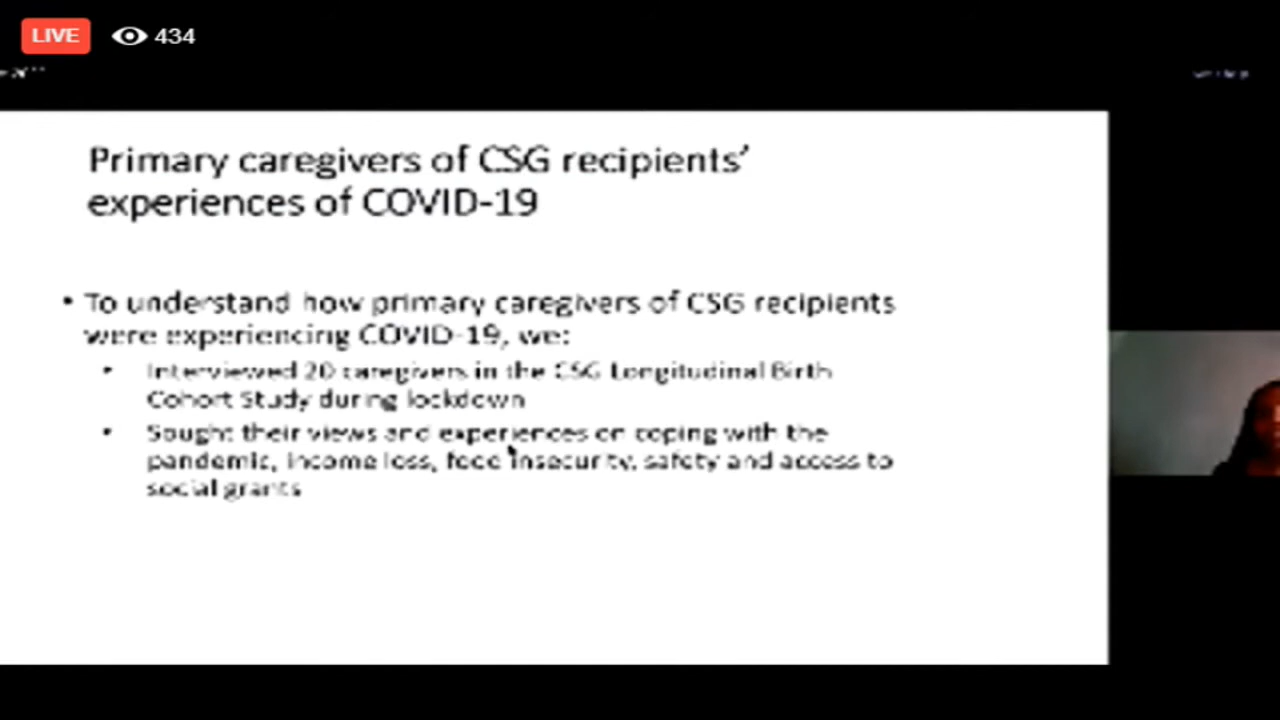 LIVE 434
Primary caregivers of CSG recipients'
experiences of COVID-19
• To understand how primary caregivers of CSG recipients
were experiencing COVID-19, we:
• Interviewed 20 caregivers in the CSG Longitudinal Birth
Cohort Study during lockdown
• Sought their views and experiences on coping with the
pandemic, income loss, food insecurity, safety and access to
social grants